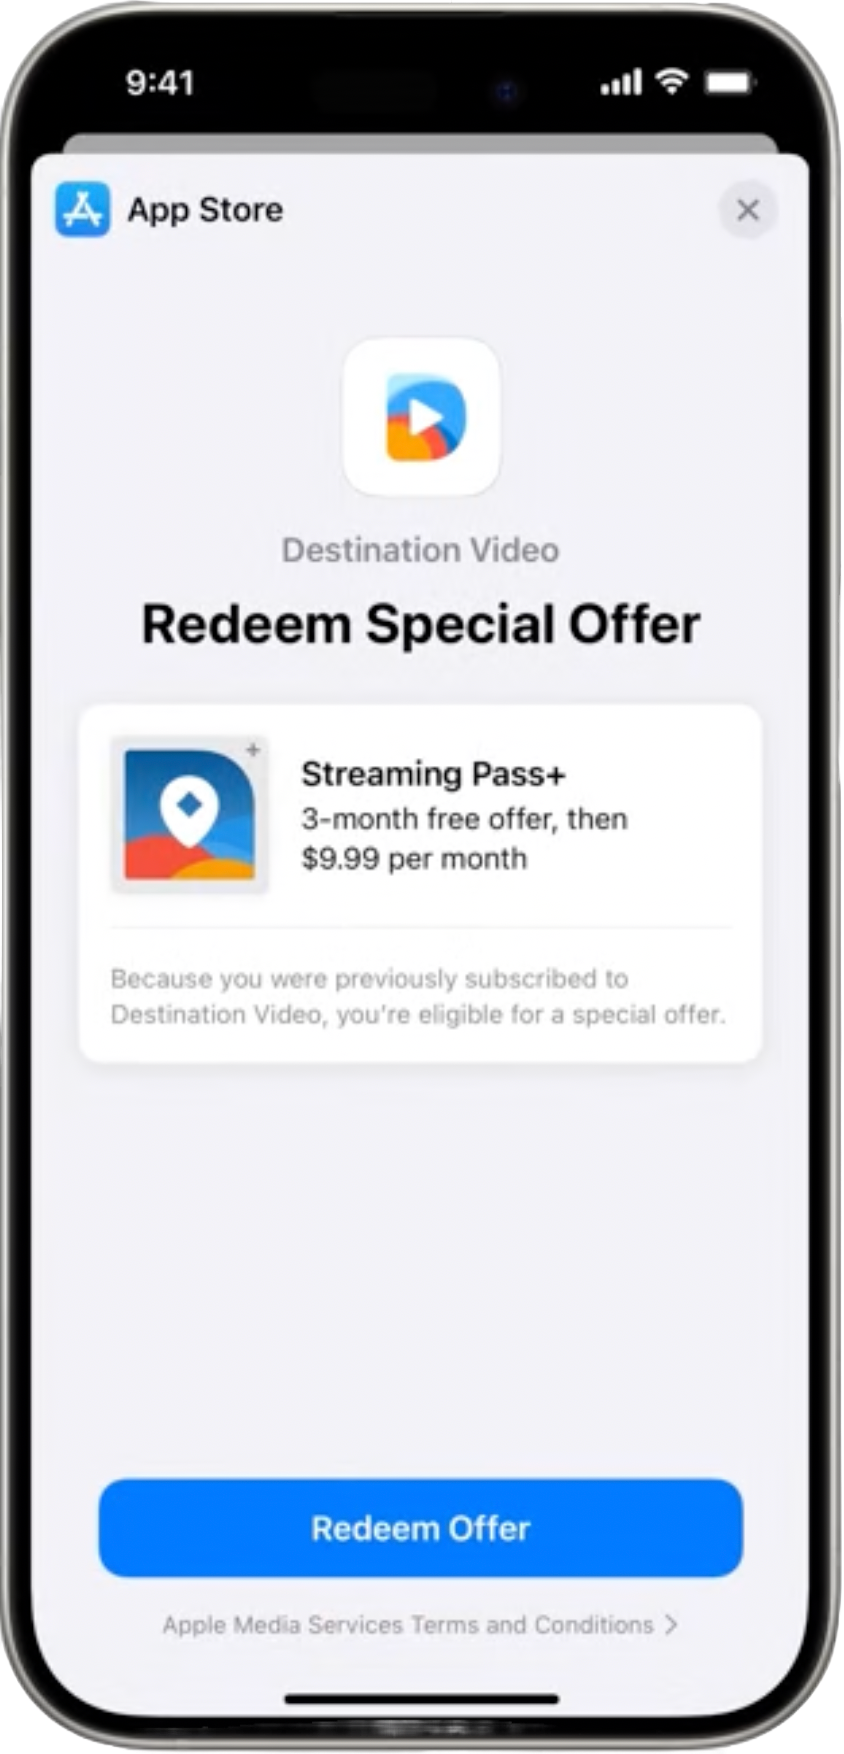 9:41
App Store
Destination Video
Redeem Special Offer
Streaming Pass+
3-month free offer, then
$9.99 per month
Because you were previously subscribed to
Destination Video, you're eligible for a special offer.
Redeem Offer
Apple Media Services Terms and Conditions